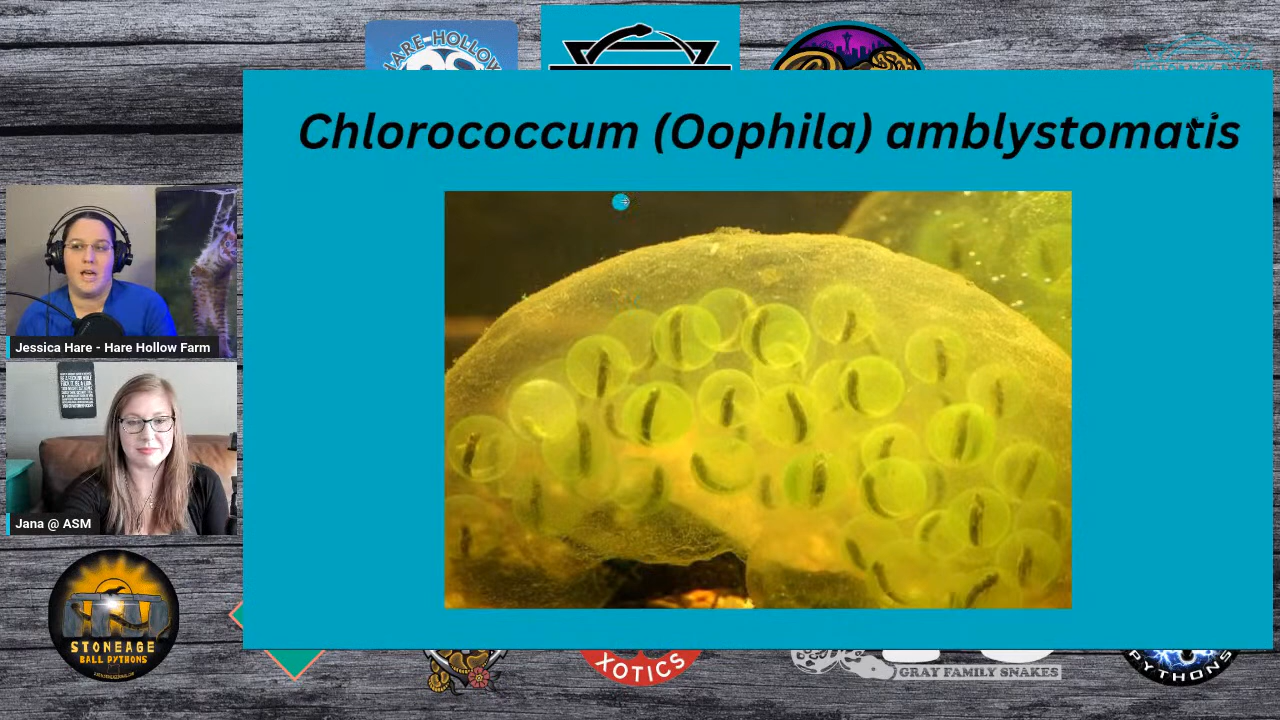 HARE HOLLOW
Chlorococcum (Oophila) amblystomatis
Jessica Hare - Hare Hollow Farm
Jana @ ASM
STONEAGE
BALL PYTHONS
XOTICS
GRAY FAMILY SNAKES
PYTHONS